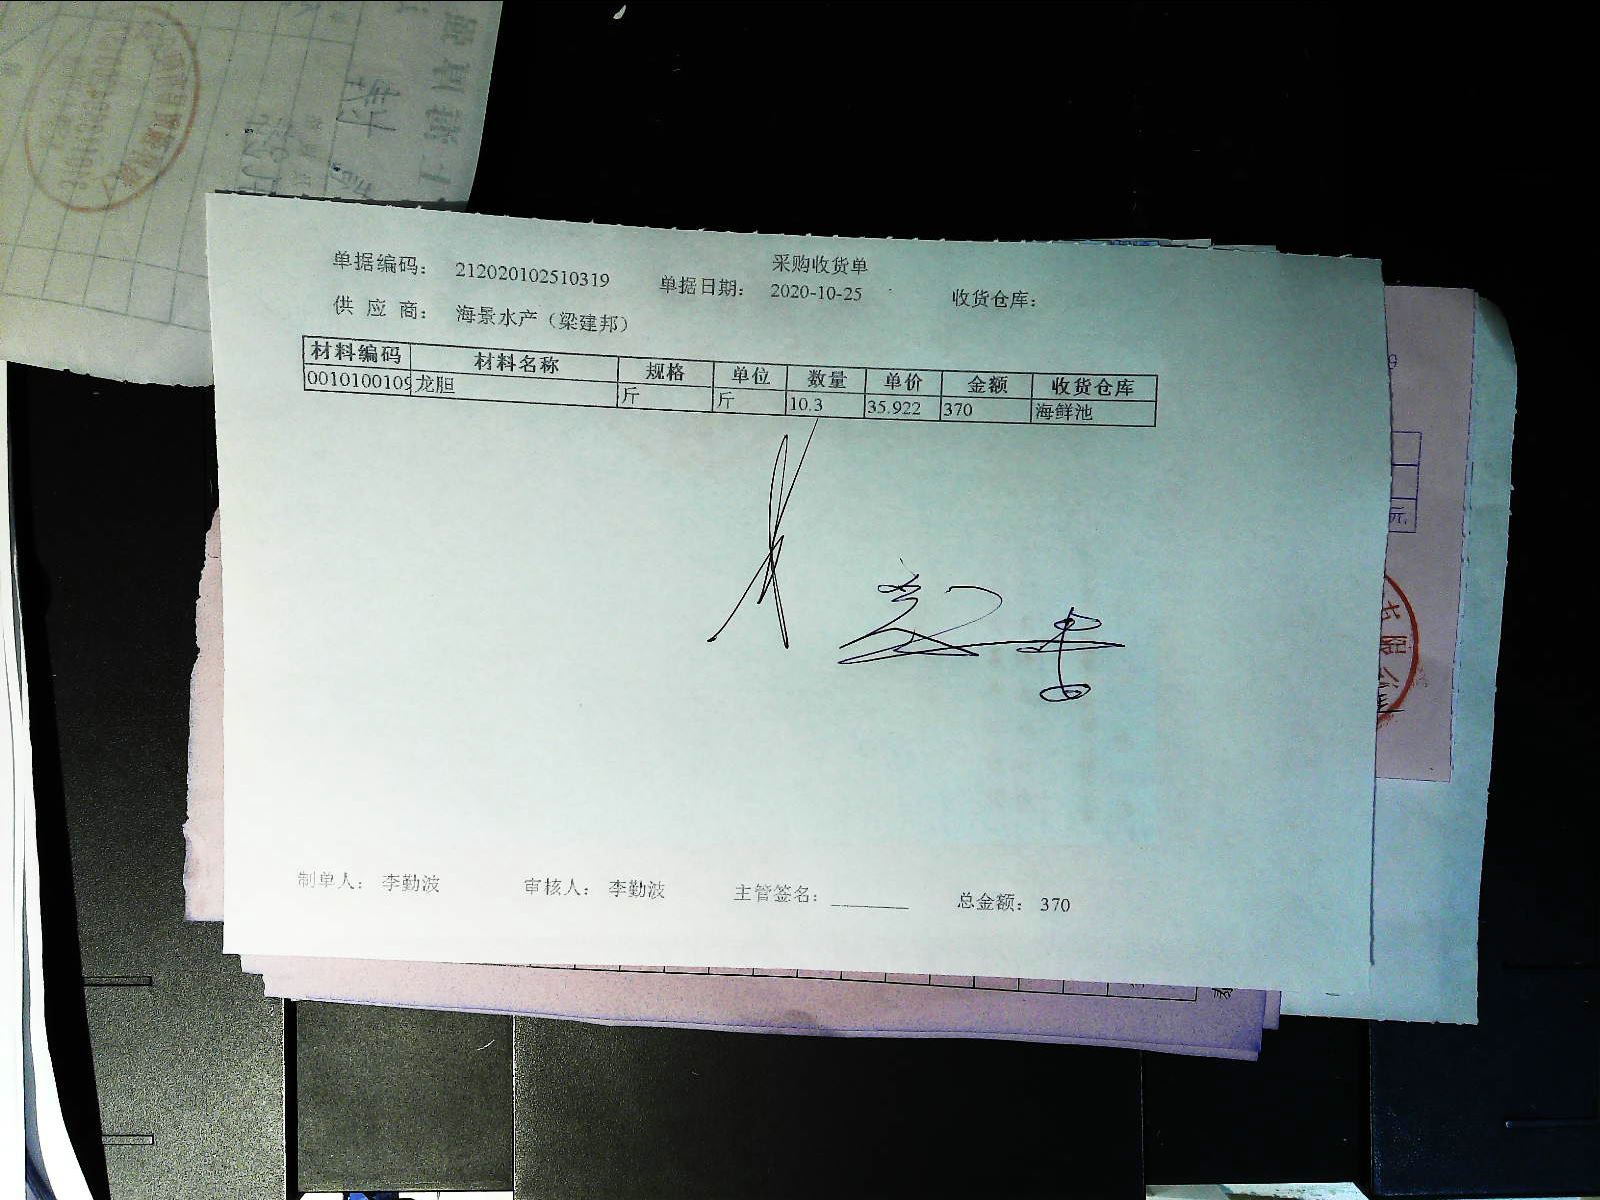 采购收货单
单据编码： 212020102510319 单据日期： 2020-10-25 收货仓库：
供 应 商： 海景水产（梁建邦）
材料编码 材料名称 规格 单位 数量 单价 金额 收货仓库
0010100109 龙胆 斤 斤 10.3 35.922 370 海鲜池
制单人： 李勤波 审核人： 李勤波 主管签名：________ 总金额： 370
元